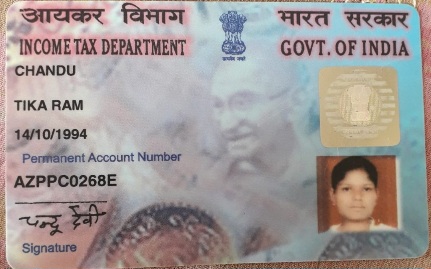 आयकर विभाग भारत सरकार
INCOME TAX DEPARTMENT GOVT. OF INDIA
CHANDU
TIKA RAM
14/10/1994
Permanent Account Number
AZPPC0268E
चन्दू देवी
Signature